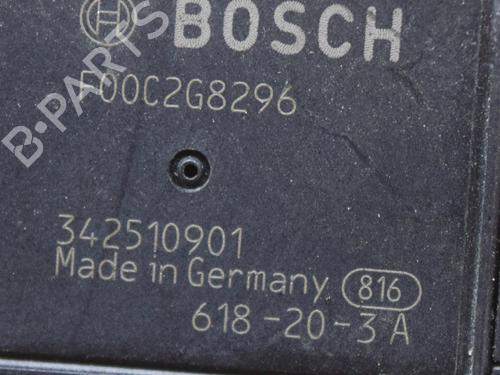 BOSCH
F00C2G8296
342510901
Made in Germany 816
618-20-3 A
B-PARTS